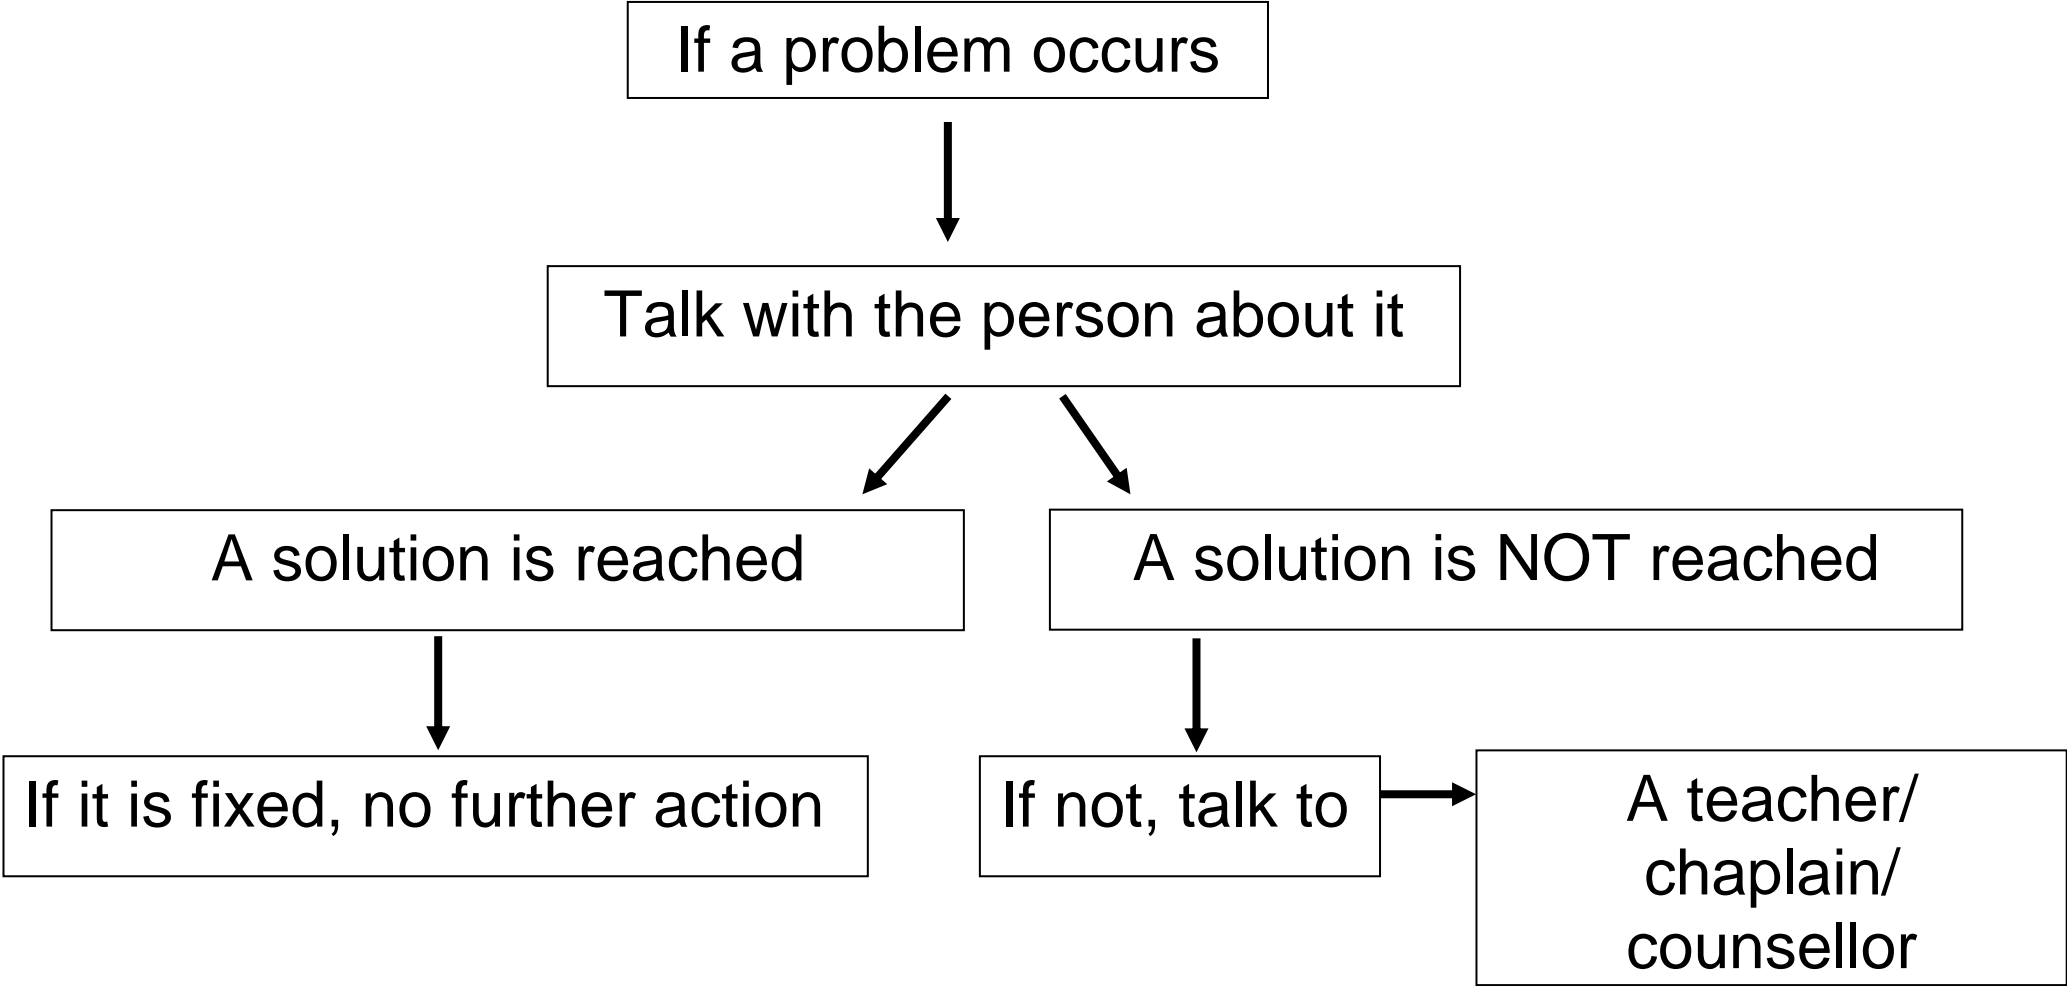 If a problem occurs
Talk with the person about it
A solution is reached
A solution is NOT reached
If it is fixed, no further action
If not, talk to
A teacher/
chaplain/
counsellor